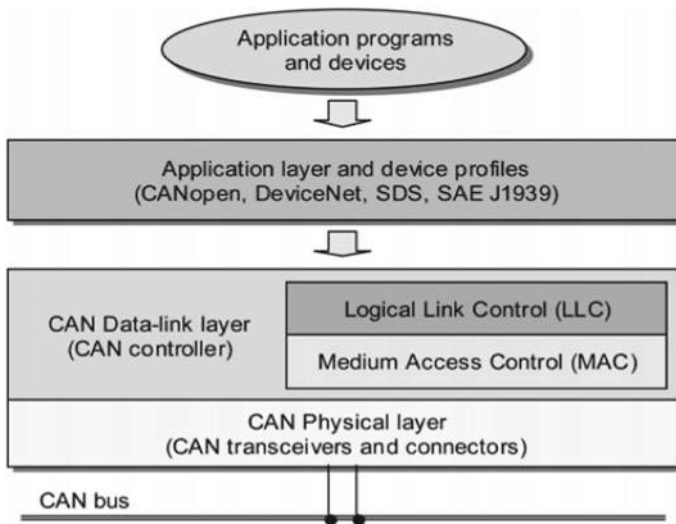 Application programs
and devices
Application layer and device profiles
(CANopen, DeviceNet, SDS, SAE J1939)
CAN Data-link layer
(CAN controller)
Logical Link Control (LLC)
Medium Access Control (MAC)
CAN Physical layer
(CAN transceivers and connectors)
CAN bus